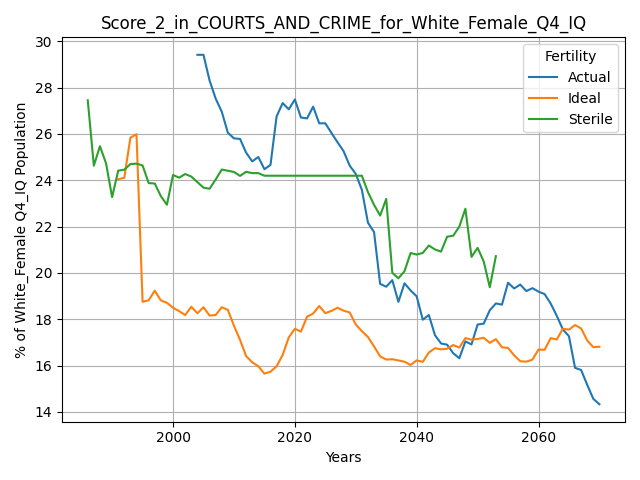 Score_2_in_COURTS_AND_CRIME_for_White_Female_Q4_IQ
Fertility
Actual
Ideal
Sterile
% of White_Female Q4_IQ Population
30
28
26
24
22
20
18
16
14
2000
2020
2040
2060
Years